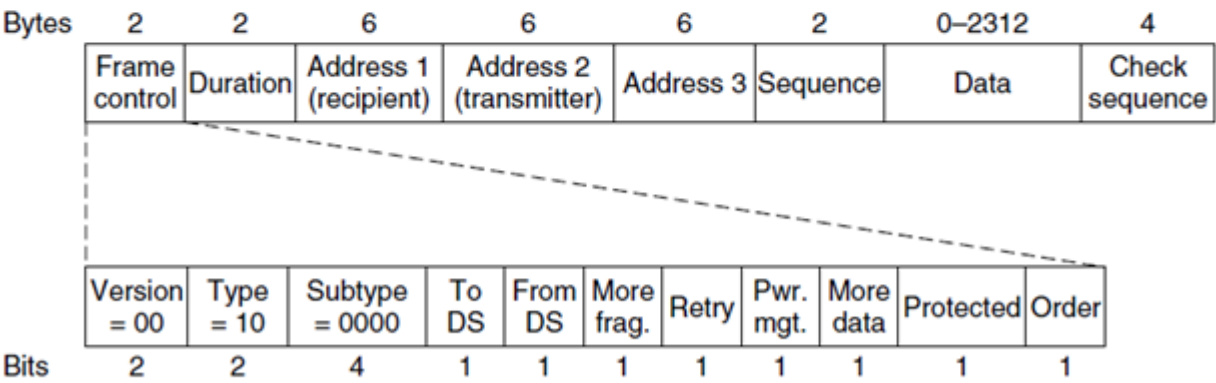 Bytes 2 2 6 6 6 2 0–2312 4
Frame control Duration Address 1 (recipient) Address 2 (transmitter) Address 3 Sequence Data Check sequence
Version = 00 Type = 10 Subtype = 0000 To DS From DS More frag. Retry Pwr. mgt. More data Protected Order
Bits 2 2 4 1 1 1 1 1 1 1 1